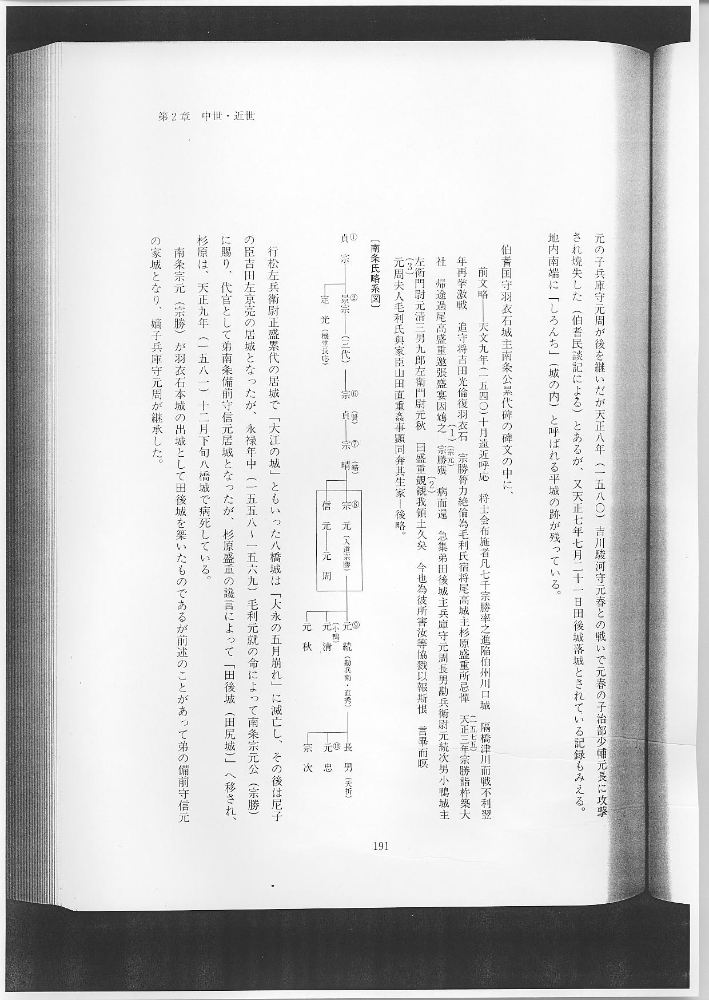 第2章　中世・近世
元の子兵庫守元周が後を継いだが天正八年（一五八〇）吉川駿河守元春との戦いで元春の子治部少輔元長に攻撃
され焼失した（伯耆民談記による）とあるが、又天正七年七月二十一日田後城落城とされている記録もみえる。
地内南端に「しろんち」（城の内）と呼ばれる平城の跡が残っている。
伯耆国守羽衣石城主南条公累代碑の碑文の中に、
前文略――天文九年（一五四〇）十月遠近呼応　将士会布施者凡七千宗勝率之進陥伯州川口城　隔橋津川而戦不利翌
年再挙激戦　追守将吉田光倫復羽衣石　宗勝膂力絶倫為毛利氏宿将尾高城主杉原盛重所忌憚　天正三年宗勝詣杵築大
（一五七五）
社　帰途過尾高盛重邀張盛宴因鴆之　宗勝獲　病而還　急集弟田後城主兵庫守元周長男勘兵衛尉元続次男小鴨城主
（1）（宗元）
左衛門尉元清三男九郎左衛門尉元秋　曰盛重覬覦我領土久矣　今也為彼所害汝等協戮以報斯恨　言畢而瞑
（2）
元周夫人毛利氏與家臣山田直重姦事顕同奔其生家―後略。
（3）
〔南条氏略系図〕
①貞宗
②景宗――（三代）
定光（機堂長応）
⑥宗貞（賢）
⑦宗晴（皓）
⑧宗元（入道宗勝）
信元――元周
⑨元続（勘兵衛・直秀）
（小鴨）元清
元秋
長男（夭折）
⑩元忠
宗次
行松左兵衛尉正盛累代の居城で「大江の城」ともいった八橋城は「大永の五月崩れ」に滅亡し、その後は尼子
の臣吉田左京亮の居城となったが、永禄年中（一五五八～一五六九）毛利元就の命によって南条宗元公（宗勝）
に賜り、代官として弟南条備前守信元居城となったが、杉原盛重の讒言によって「田後城（田尻城）」へ移され、
杉原は、天正九年（一五八一）十二月下旬八橋城で病死している。
南条宗元（宗勝）が羽衣石本城の出城として田後城を築いたものであるが前述のことがあって弟の備前守信元
の家城となり、嫡子兵庫守元周が継承した。
191